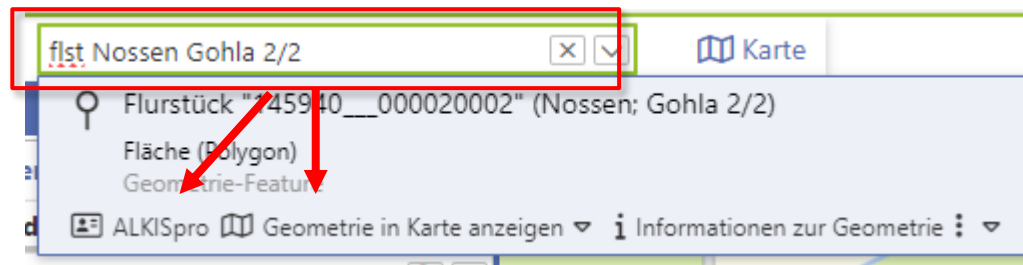 flst Nossen Gohla 2/2
Karte
Flurstück "145940___000020002" (Nossen; Gohla 2/2)
Fläche (Polygon)
Geometrie-Feature
ALKISpro Geometrie in Karte anzeigen Informationen zur Geometrie